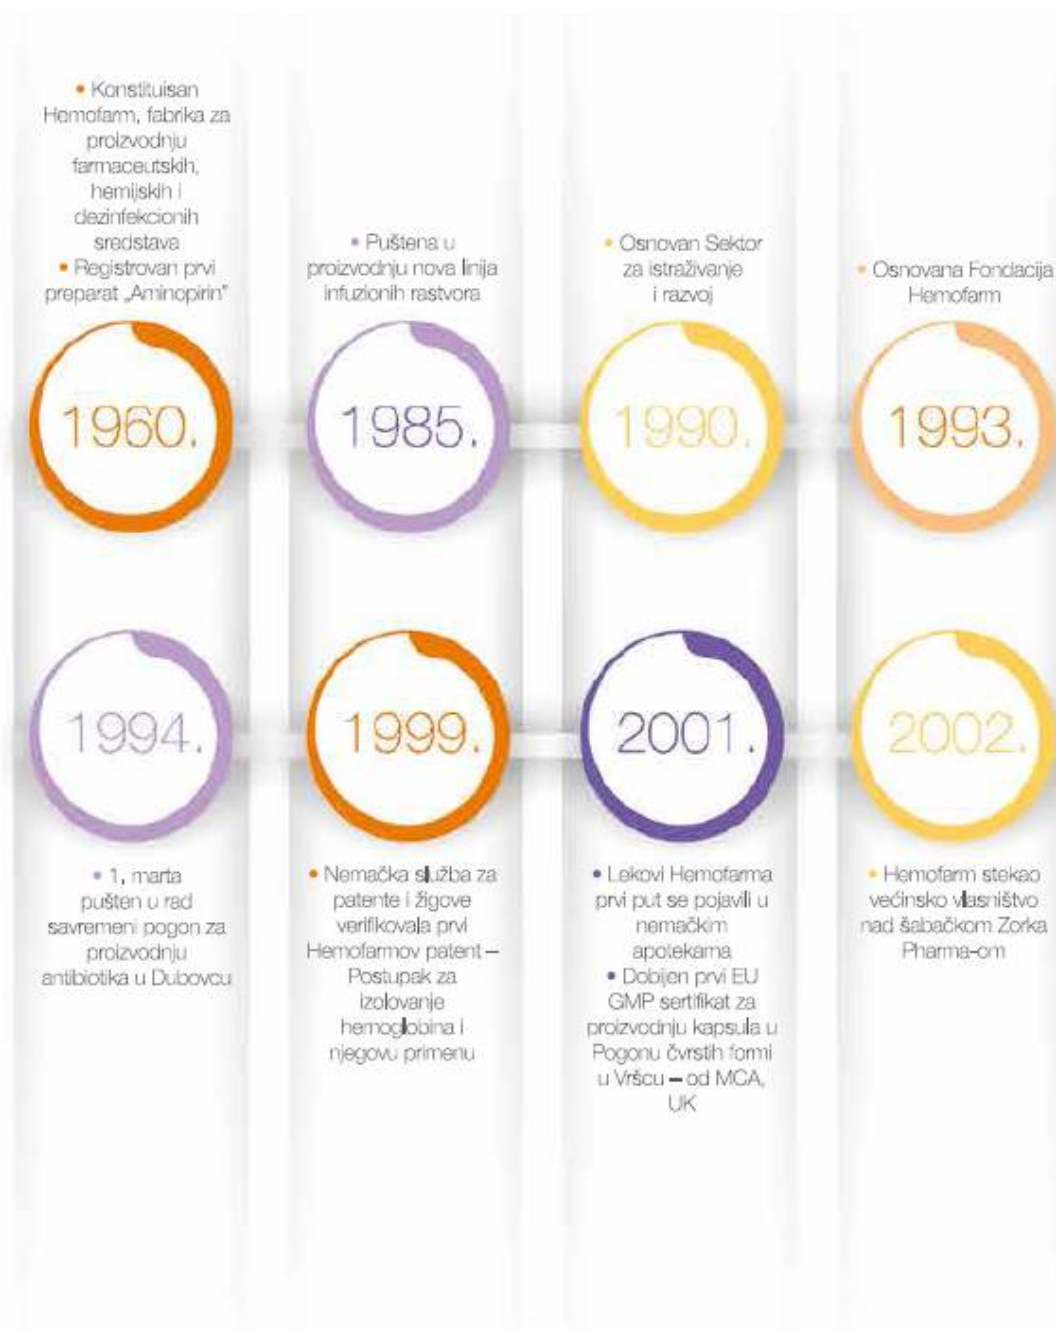 • Konstituisan
Hemofarm, fabrika za
proizvodnju
farmaceutskih,
hemijskih i
dezinfekcionih
sredstava
• Registrovan prvi
preparat „Aminopirin”
1960.
• Puštena u
proizvodnju nova linija
infuzionih rastvora
1985.
• Osnovan Sektor
za istraživanje
i razvoj
1990.
• Osnovana Fondacija
Hemofarm
1993.
1994.
• 1. marta
pušten u rad
savremeni pogon za
proizvodnju
antibiotika u Dubovcu
1999.
• Nemačka služba za
patente i žigove
verifikovala prvi
Hemofarmov patent –
Postupak za
izolovanje
hemoglobina i
njegovu primenu
2001.
• Lekovi Hemofarma
prvi put se pojavili u
nemačkim
apotekama
• Dobijen prvi EU
GMP sertifikat za
proizvodnju kapsula u
Pogonu čvrstih formi
u Vršcu – od MCA,
UK
2002.
• Hemofarm stekao
većinsko vlasništvo
nad šabačkom Zorka
Pharma-om